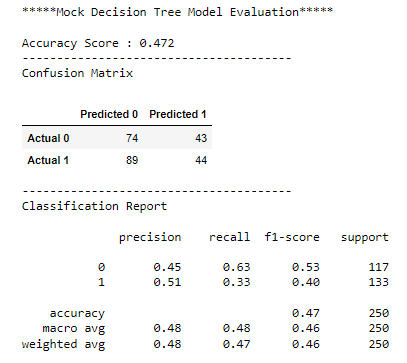 *****Mock Decision Tree Model Evaluation*****
Accuracy Score : 0.472
---------------------------------------
Confusion Matrix
Predicted 0 Predicted 1
Actual 0 74 43
Actual 1 89 44
---------------------------------------
Classification Report
precision recall f1-score support
0 0.45 0.63 0.53 117
1 0.51 0.33 0.40 133
accuracy 0.47 250
macro avg 0.48 0.48 0.46 250
weighted avg 0.48 0.47 0.46 250